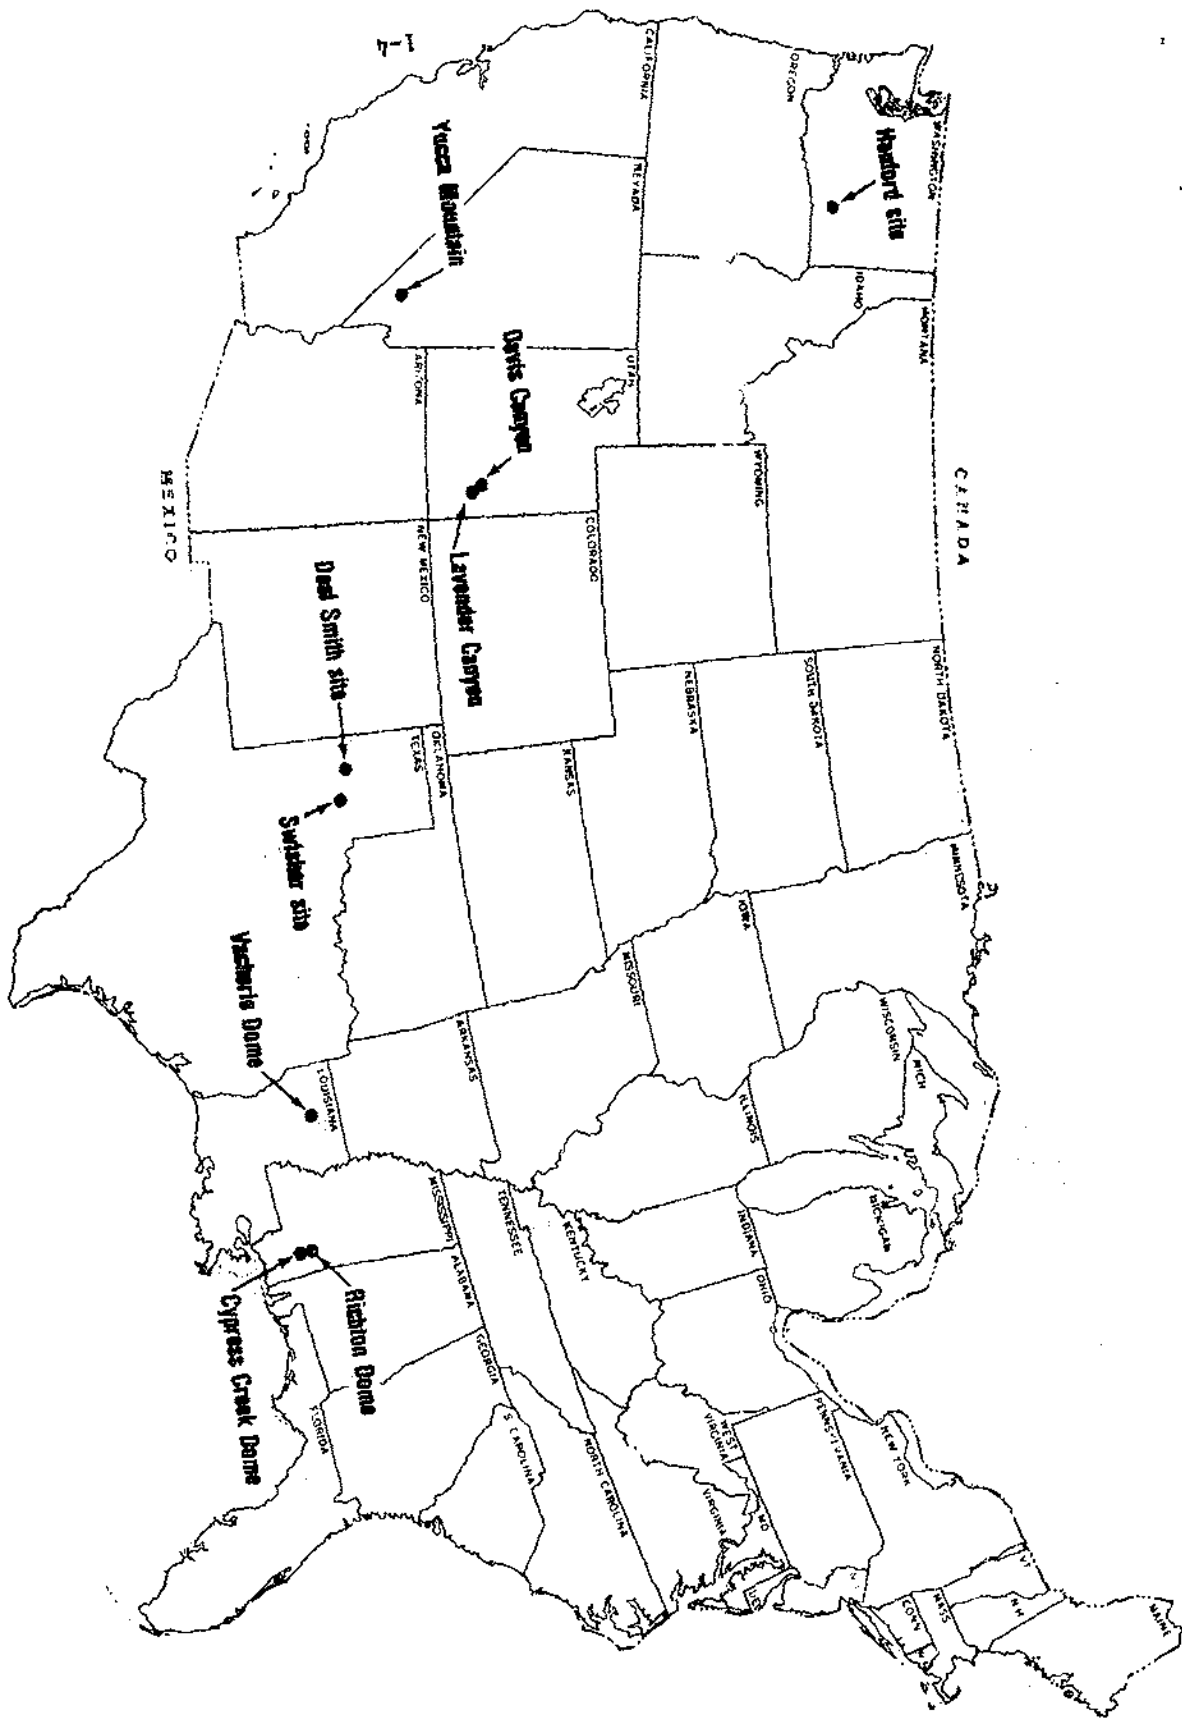 CANADA
WASHINGTON
Hanford site
OREGON
IDAHO
MONTANA
NORTH DAKOTA
MINNESOTA
SOUTH DAKOTA
WYOMING
WISCONSIN
MICH
MICHIGAN
CALIFORNIA
NEVADA
UTAH
Yucca Mountain
Davis Canyon
Lavender Canyon
COLORADO
NEBRASKA
IOWA
ILLINOIS
INDIANA
OHIO
PENNSYLVANIA
NEW YORK
VT
N H
MAINE
MASS
CONN
MD
DEL
WEST
VIRGINIA
VIRGINIA
KANSAS
MISSOURI
KENTUCKY
ARIZONA
NEW MEXICO
OKLAHOMA
TEXAS
ARKANSAS
TENNESSEE
NORTH CAROLINA
S CAROLINA
Deaf Smith site
Swisher site
Vacherie Dome
LOUISIANA
MISSISSIPPI
ALABAMA
GEORGIA
FLORIDA
Richton Dome
Cypress Creek Dome
MEXICO
1-4